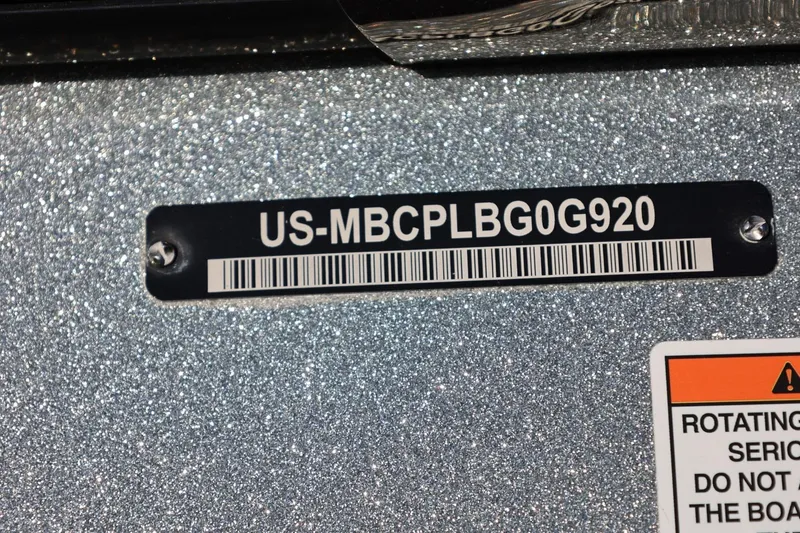 US-MBCPLBG0G920
ROTATING
SERIO
DO NOT
THE BOA